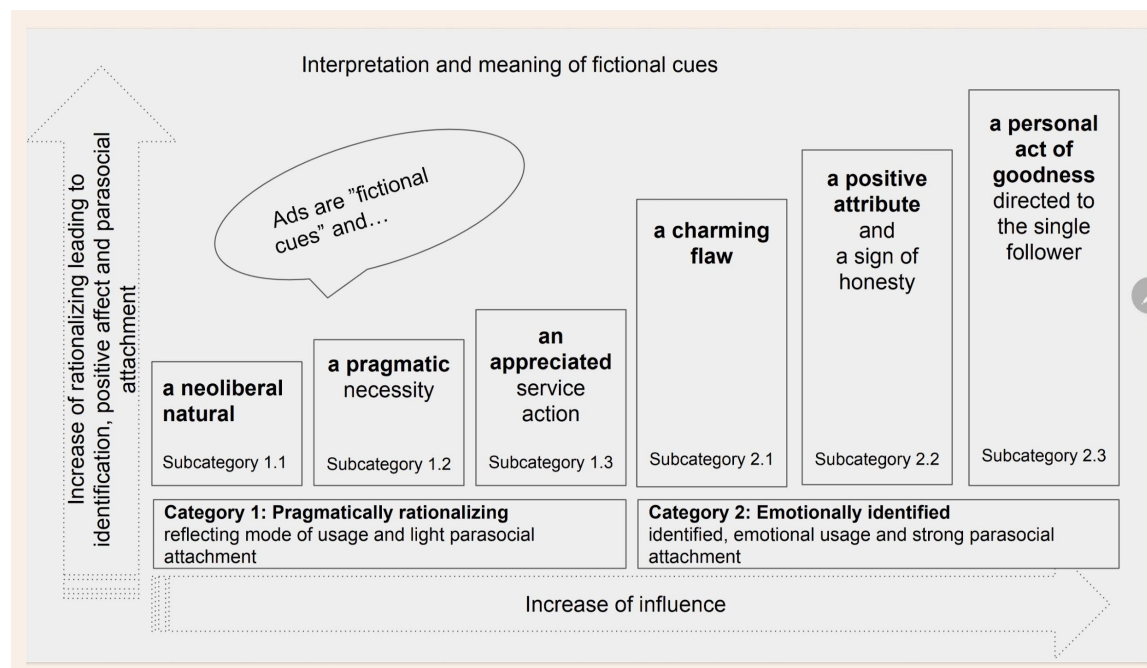 Interpretation and meaning of fictional cues
Increase of rationalizing leading to
identification, positive affect and parasocial
attachment
Ads are ”fictional
cues” and…
a neoliberal
natural
Subcategory 1.1
a pragmatic
necessity
Subcategory 1.2
an
appreciated
service
action
Subcategory 1.3
a charming
flaw
Subcategory 2.1
a positive
attribute
and
a sign of
honesty
Subcategory 2.2
a personal
act of
goodness
directed to
the single
follower
Subcategory 2.3
Category 1: Pragmatically rationalizing
reflecting mode of usage and light parasocial
attachment
Category 2: Emotionally identified
identified, emotional usage and strong parasocial
attachment
Increase of influence